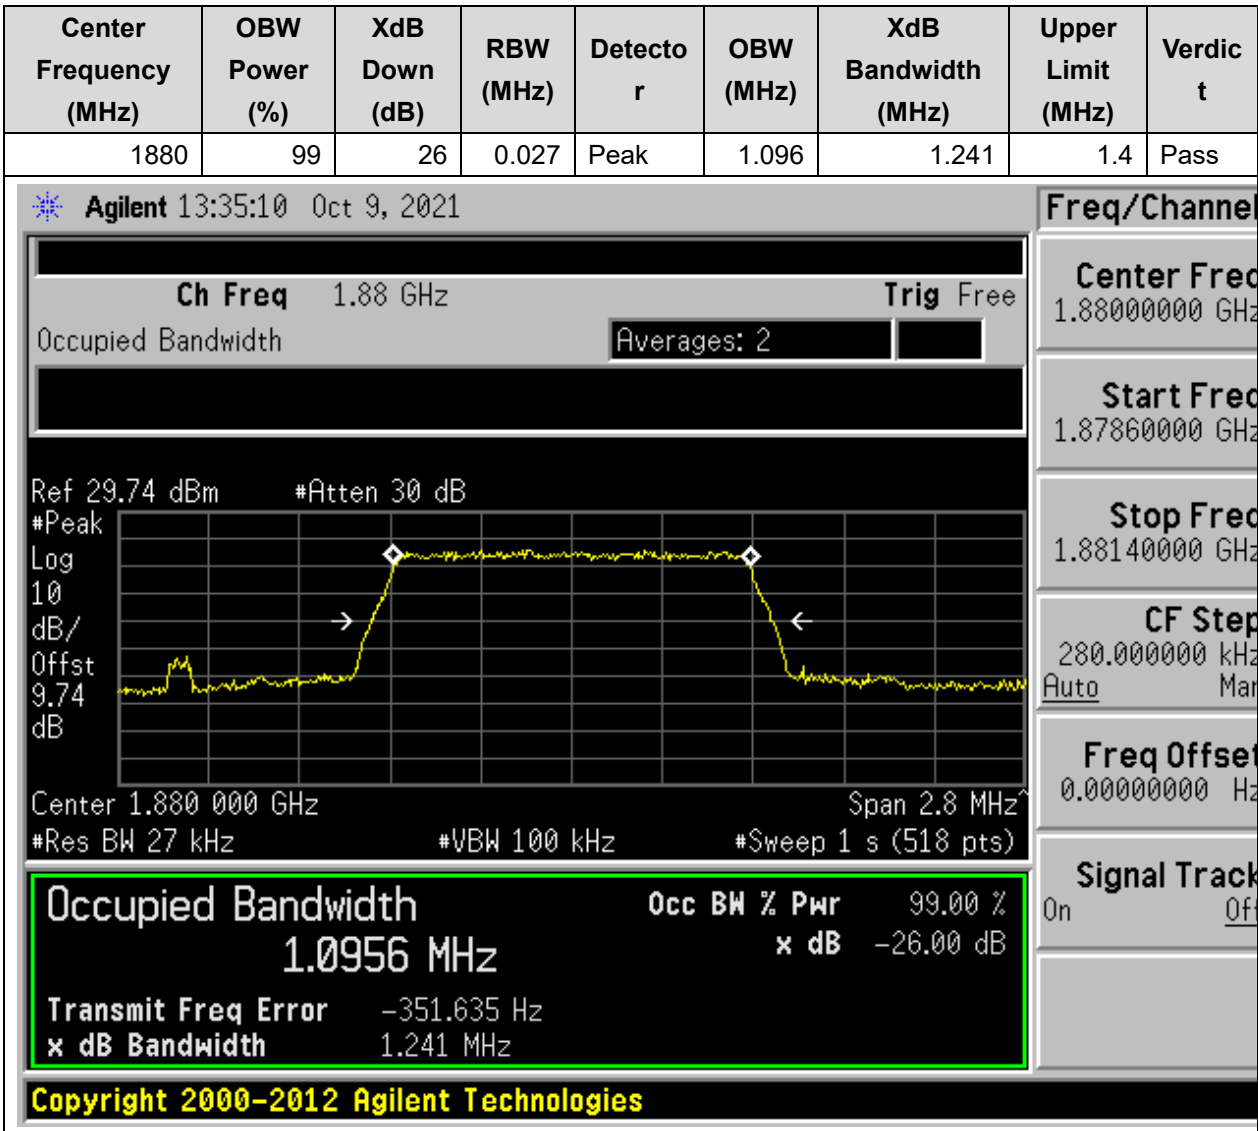 Center Frequency (MHz) OBW Power (%) XdB Down (dB) RBW (MHz) Detecto r OBW (MHz) XdB Bandwidth (MHz) Upper Limit (MHz) Verdic t
1880 99 26 0.027 Peak 1.096 1.241 1.4 Pass
Agilent 13:35:10 Oct 9, 2021
Freq/Channel
Ch Freq 1.88 GHz Trig Free
Occupied Bandwidth Averages: 2
Center Freq
1.88000000 GHz
Start Freq
1.87860000 GHz
Stop Freq
1.88140000 GHz
CF Step
280.000000 kHz
Auto Man
Freq Offset
0.00000000 Hz
Signal Track
On Off
Ref 29.74 dBm #Atten 30 dB
#Peak
Log
10
dB/
Offst
9.74
dB
Center 1.880 000 GHz Span 2.8 MHz^
#Res BW 27 kHz #VBW 100 kHz #Sweep 1 s (518 pts)
Occupied Bandwidth Occ BW % Pwr 99.00 %
1.0956 MHz x dB -26.00 dB
Transmit Freq Error -351.635 Hz
x dB Bandwidth 1.241 MHz
Copyright 2000-2012 Agilent Technologies